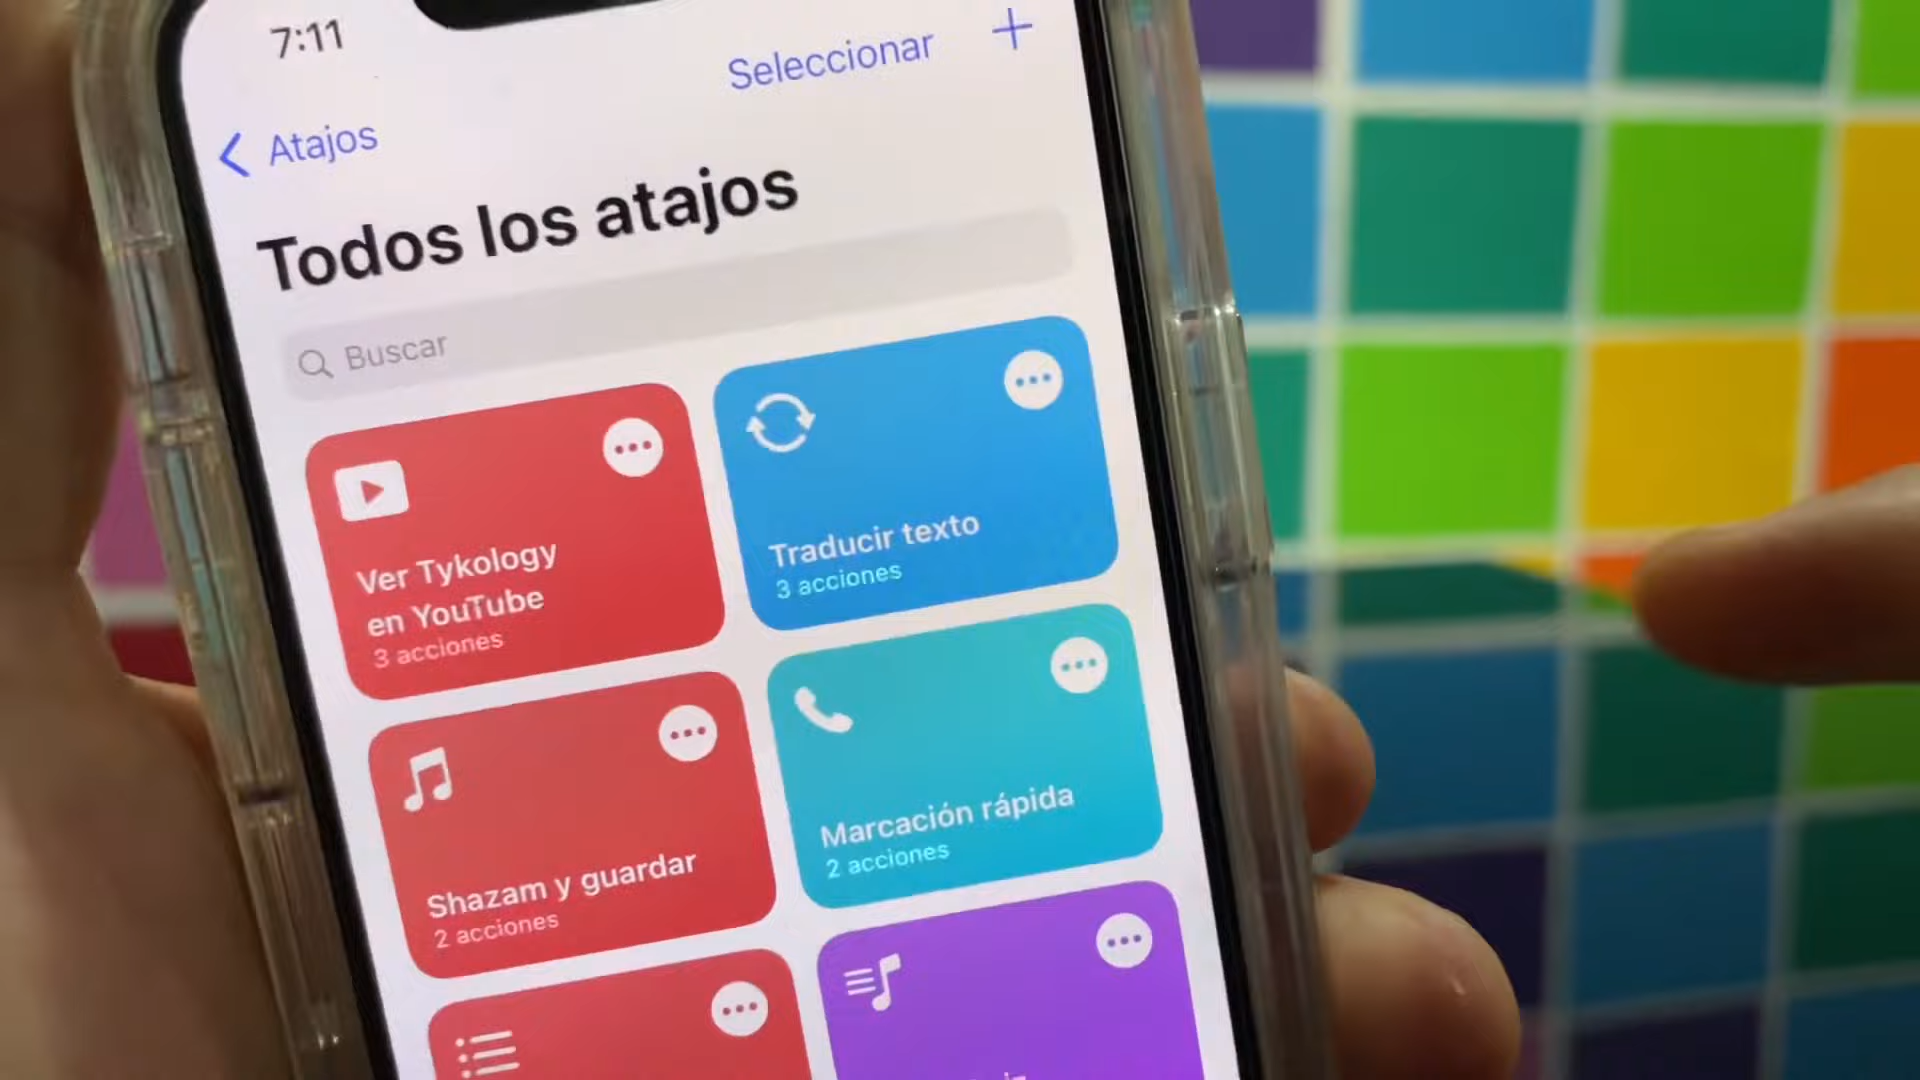 7:11
Seleccionar +
Atajos
Todos los atajos
Buscar
Ver Tykology
en YouTube
3 acciones
Traducir texto
3 acciones
Shazam y guardar
2 acciones
Marcación rápida
2 acciones